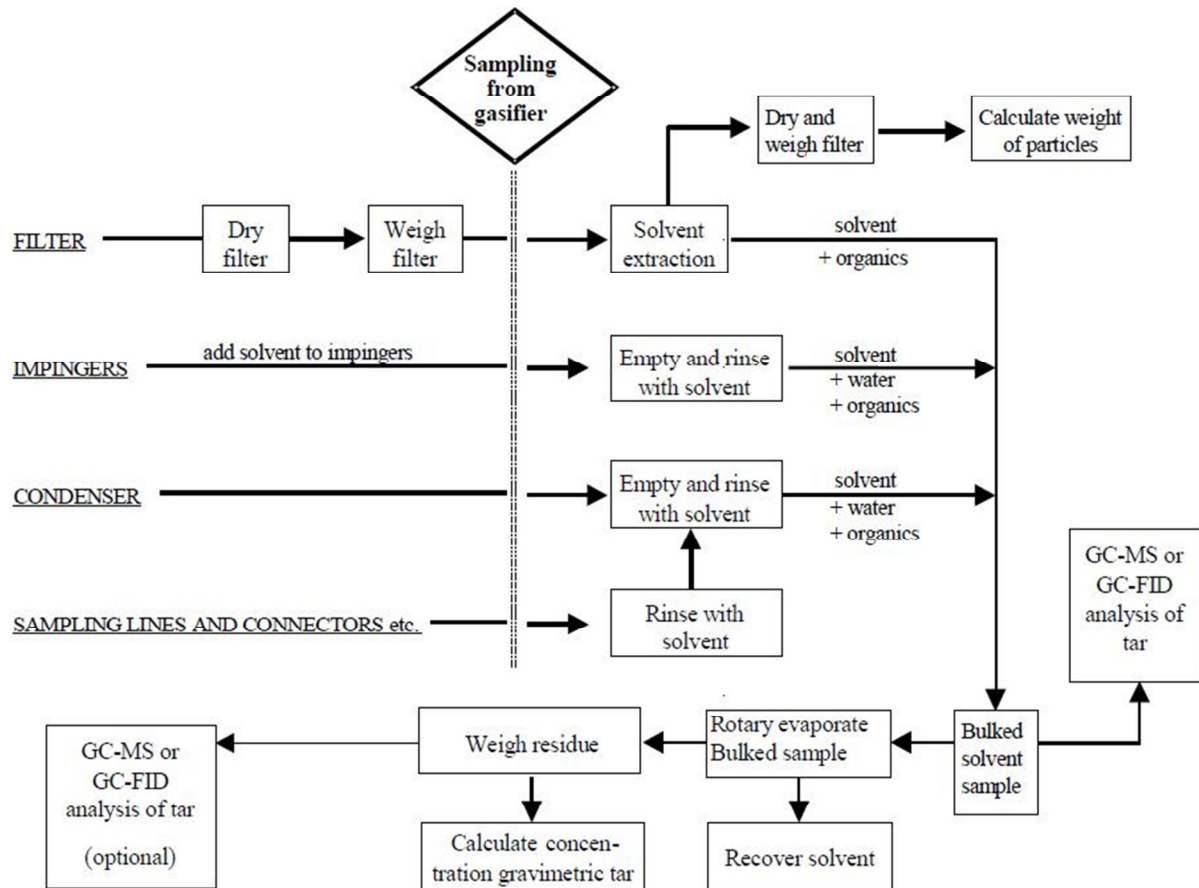 Sampling
from
gasifier
Dry and
weigh filter
Calculate weight
of particles
FILTER
Dry
filter
Weigh
filter
Solvent
extraction
solvent
+ organics
IMPINGERS
add solvent to impingers
Empty and rinse
with solvent
solvent
+ water
+ organics
CONDENSER
Empty and rinse
with solvent
solvent
+ water
+ organics
SAMPLING LINES AND CONNECTORS etc.
Rinse with
solvent
GC-MS or
GC-FID
analysis of
tar
GC-MS or
GC-FID
analysis of tar
(optional)
Weigh residue
Rotary evaporate
Bulked sample
Bulked
solvent
sample
Calculate concen-
tration gravimetric tar
Recover solvent